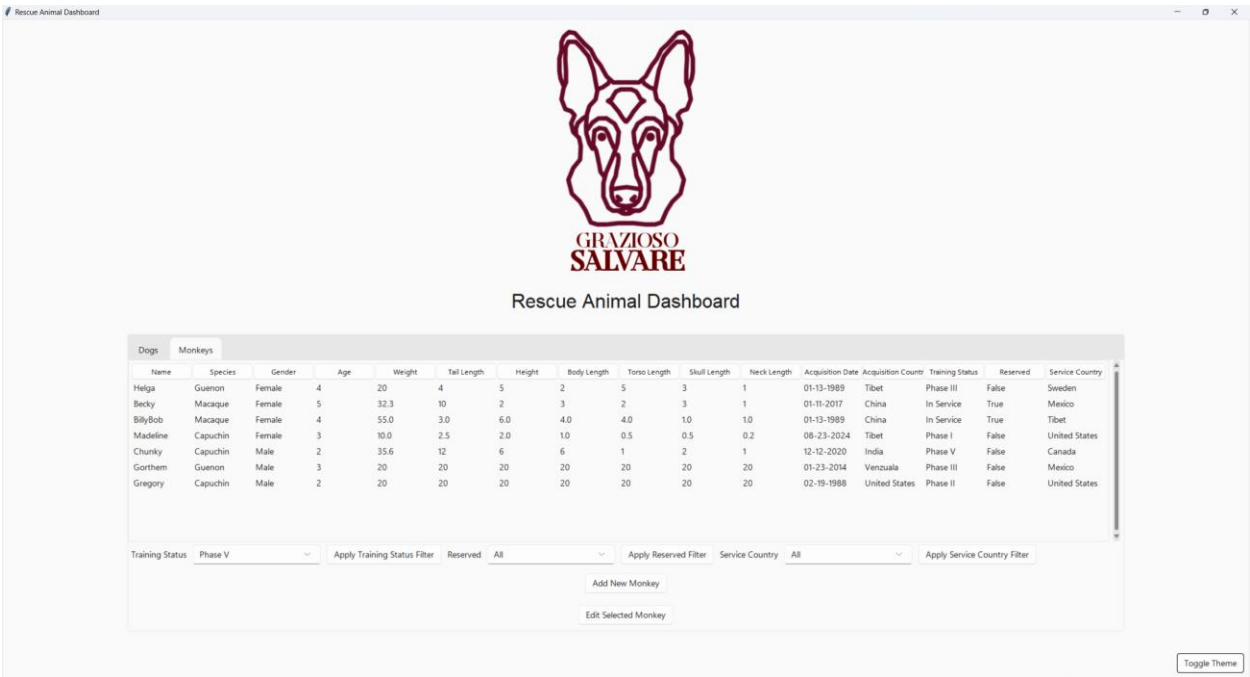 Rescue Animal Dashboard
GRAZIOSO
SALVARE
Rescue Animal Dashboard
Dogs Monkeys
Name Species Gender Age Weight Tail Length Height Body Length Torso Length Skull Length Neck Length Acquisition Date Acquisition Countr Training Status Reserved Service Country
Helga Guenon Female 4 20 4 5 2 5 3 1 01-13-1989 Tibet Phase III False Sweden
Becky Macaque Female 5 32.3 10 2 3 2 3 1 01-11-2017 China In Service True Mexico
BillyBob Macaque Female 4 55.0 3.0 6.0 4.0 4.0 1.0 1.0 01-13-1989 China In Service True Tibet
Madeline Capuchin Female 3 10.0 2.5 2.0 1.0 0.5 0.5 0.2 08-23-2024 Tibet Phase I False United States
Chunky Capuchin Male 2 35.6 12 6 6 1 2 1 12-12-2020 India Phase V False Canada
Gorthem Guenon Male 3 20 20 20 20 20 20 20 01-23-2014 Venzuala Phase III False Mexico
Gregory Capuchin Male 2 20 20 20 20 20 20 20 02-19-1988 United States Phase II False United States
Training Status Phase V Apply Training Status Filter Reserved All Apply Reserved Filter Service Country All Apply Service Country Filter
Add New Monkey
Edit Selected Monkey
Toggle Theme